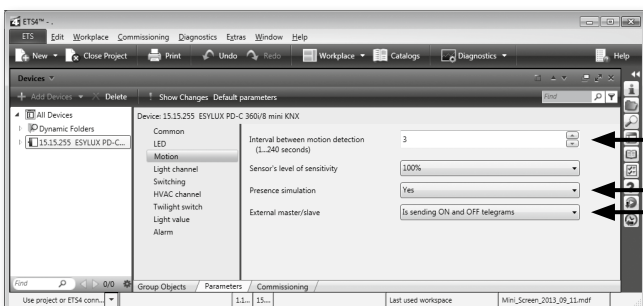 ETS4™ - .
ETS Edit Workplace Commissioning Diagnostics Extras Window Help
New Close Project Print Undo Redo Workplace Catalogs Diagnostics Help
Devices
Add Devices Delete Show Changes Default parameters Find
All Devices
Dynamic Folders
15.15.255 ESYLUX PD-C...
Device: 15.15.255 ESYLUX PD-C 360i/8 mini KNX
Common
LED
Motion
Light channel
Switching
HVAC channel
Twilight switch
Light value
Alarm
Interval between motion detection
(1...240 seconds)
3
Sensor's level of sensitivity
100%
Presence simulation
Yes
External master/slave
Is sending ON and OFF telegrams
Find 0/0
Group Objects Parameters Commissioning
Use project or ETS4 conn... 1.1... 15... Last used workspace Mini_Screen_2013_09_11.mdf